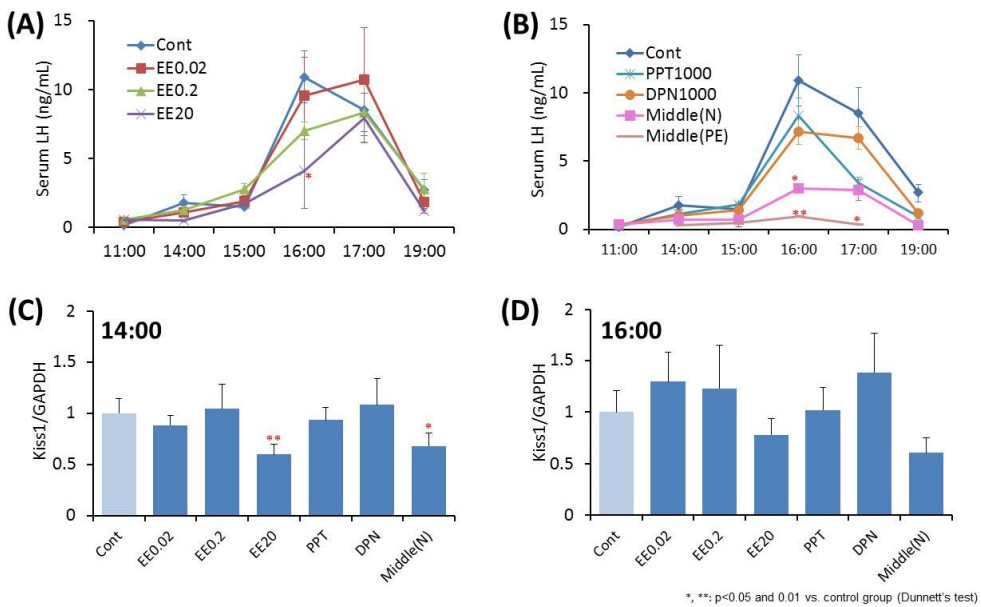 (A)
Serum LH (ng/mL)
15
10
5
0
Cont
EE0.02
EE0.2
EE20
*
11:00 14:00 15:00 16:00 17:00 19:00
(B)
Serum LH (ng/mL)
15
10
5
0
Cont
PPT1000
DPN1000
Middle(N)
Middle(PE)
*
**
*
11:00 14:00 15:00 16:00 17:00 19:00
(C)
14:00
Kiss1/GAPDH
2
1.5
1
0.5
0
**
*
Cont EE0.02 EE0.2 EE20 PPT DPN Middle(N)
(D)
16:00
Kiss1/GAPDH
2
1.5
1
0.5
0
Cont EE0.02 EE0.2 EE20 PPT DPN Middle(N)
*, **: p<0.05 and 0.01 vs. control group (Dunnett's test)